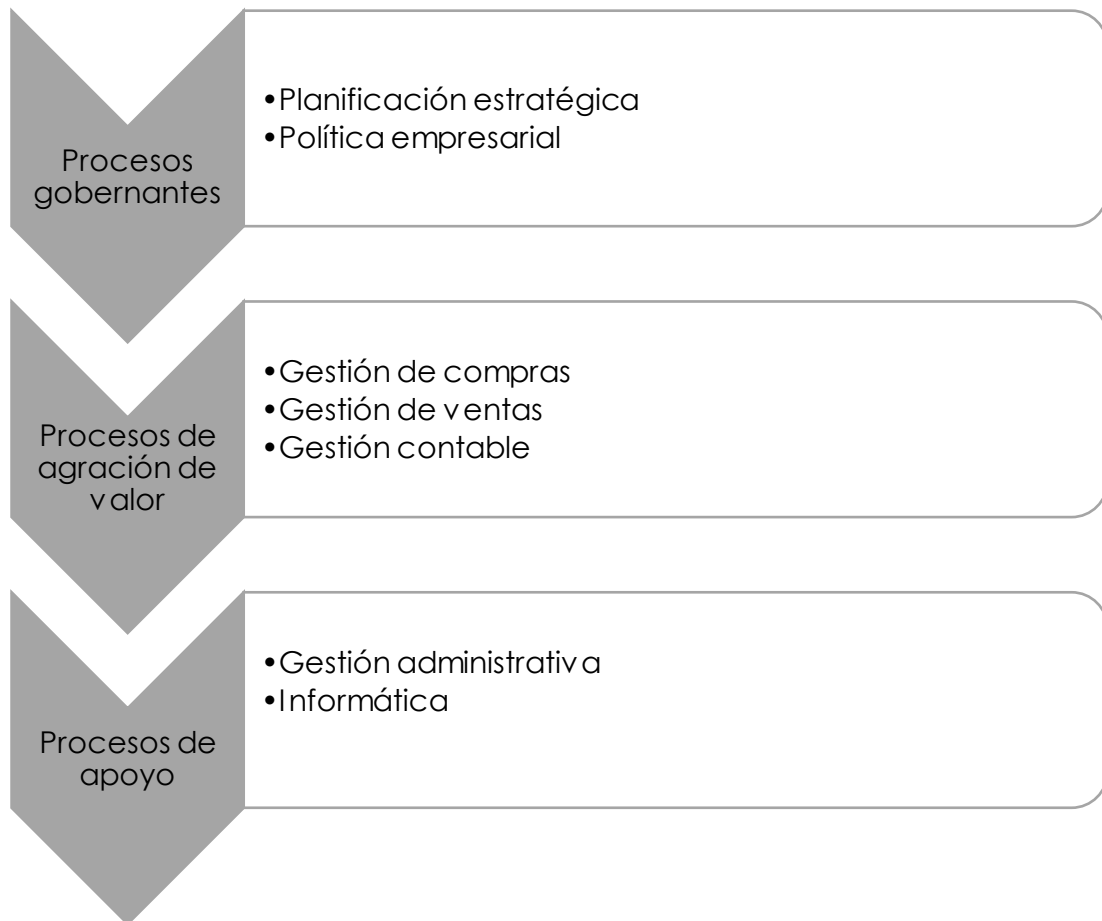 Procesos
gobernantes
•Planificación estratégica
•Política empresarial
Procesos de
agración de
valor
•Gestión de compras
•Gestión de ventas
•Gestión contable
Procesos de
apoyo
•Gestión administrativa
•Informática